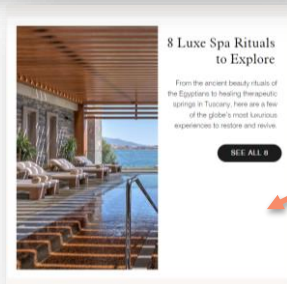 8 Luxe Spa Rituals
to Explore
From the ancient beauty rituals of
the Egyptians to healing therapeutic
springs in Tuscany, here are a few
of the globe's most luxurious
experiences to restore and revive.
SEE ALL 8